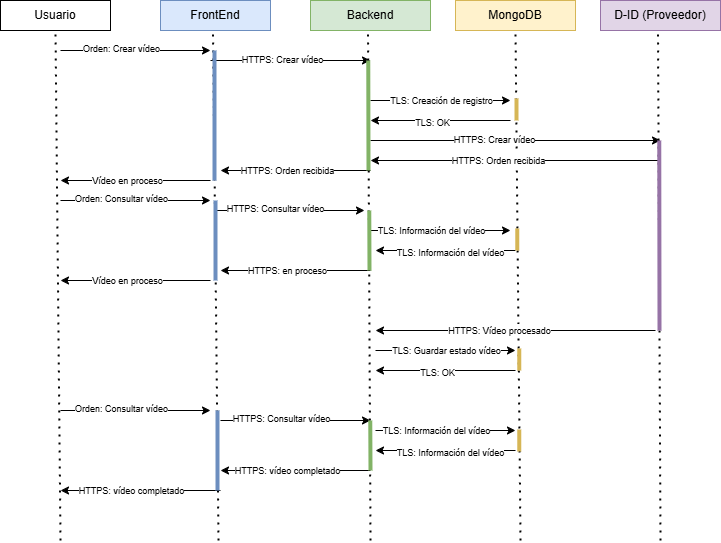 Usuario
FrontEnd
Backend
MongoDB
D-ID (Proveedor)
Orden: Crear vídeo
HTTPS: Crear vídeo
TLS: Creación de registro
TLS: OK
HTTPS: Crear vídeo
HTTPS: Orden recibida
HTTPS: Orden recibida
Vídeo en proceso
Orden: Consultar vídeo
HTTPS: Consultar vídeo
TLS: Información del vídeo
TLS: Información del vídeo
HTTPS: en proceso
Vídeo en proceso
HTTPS: Vídeo procesado
TLS: Guardar estado vídeo
TLS: OK
Orden: Consultar vídeo
HTTPS: Consultar vídeo
TLS: Información del vídeo
TLS: Información del vídeo
HTTPS: vídeo completado
HTTPS: vídeo completado